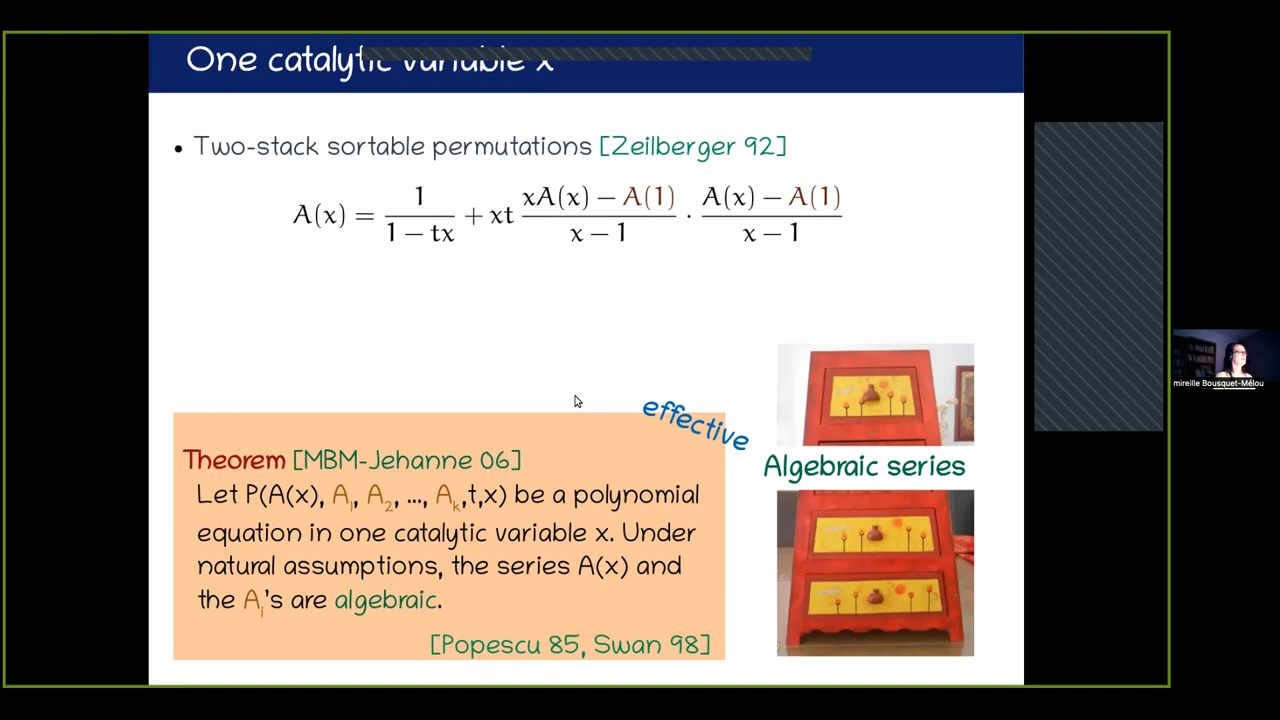 One catalytic variable x
• Two-stack sortable permutations [Zeilberger 92]
A(x) = 1/(1 − tx) + xt (xA(x) − A(1))/(x − 1) · (A(x) − A(1))/(x − 1)
effective
Theorem [MBM-Jehanne 06]
Let P(A(x), A₁, A₂, ..., Aₖ,t,x) be a polynomial
equation in one catalytic variable x. Under
natural assumptions, the series A(x) and
the Aᵢ's are algebraic.
[Popescu 85, Swan 98]
Algebraic series
mireille Bousquet-Mélou